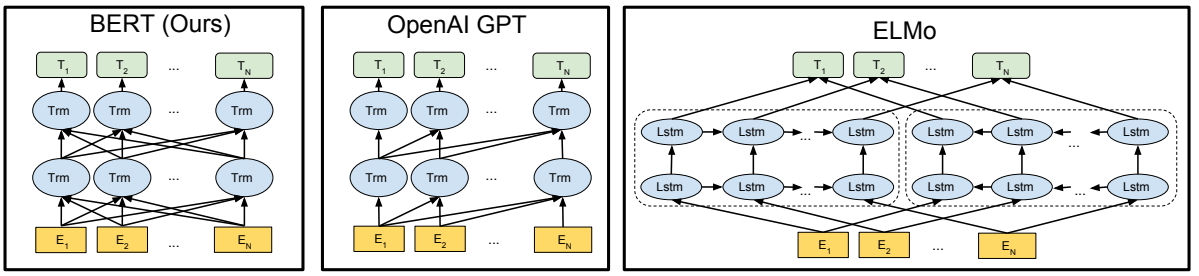 BERT (Ours)
T1 T2 ... TN
Trm Trm ... Trm
Trm Trm ... Trm
E1 E2 ... EN
OpenAI GPT
T1 T2 ... TN
Trm Trm ... Trm
Trm Trm ... Trm
E1 E2 ... EN
ELMo
T1 T2 ... TN
Lstm Lstm ... Lstm Lstm Lstm ... Lstm
Lstm Lstm ... Lstm Lstm Lstm ... Lstm
E1 E2 ... EN